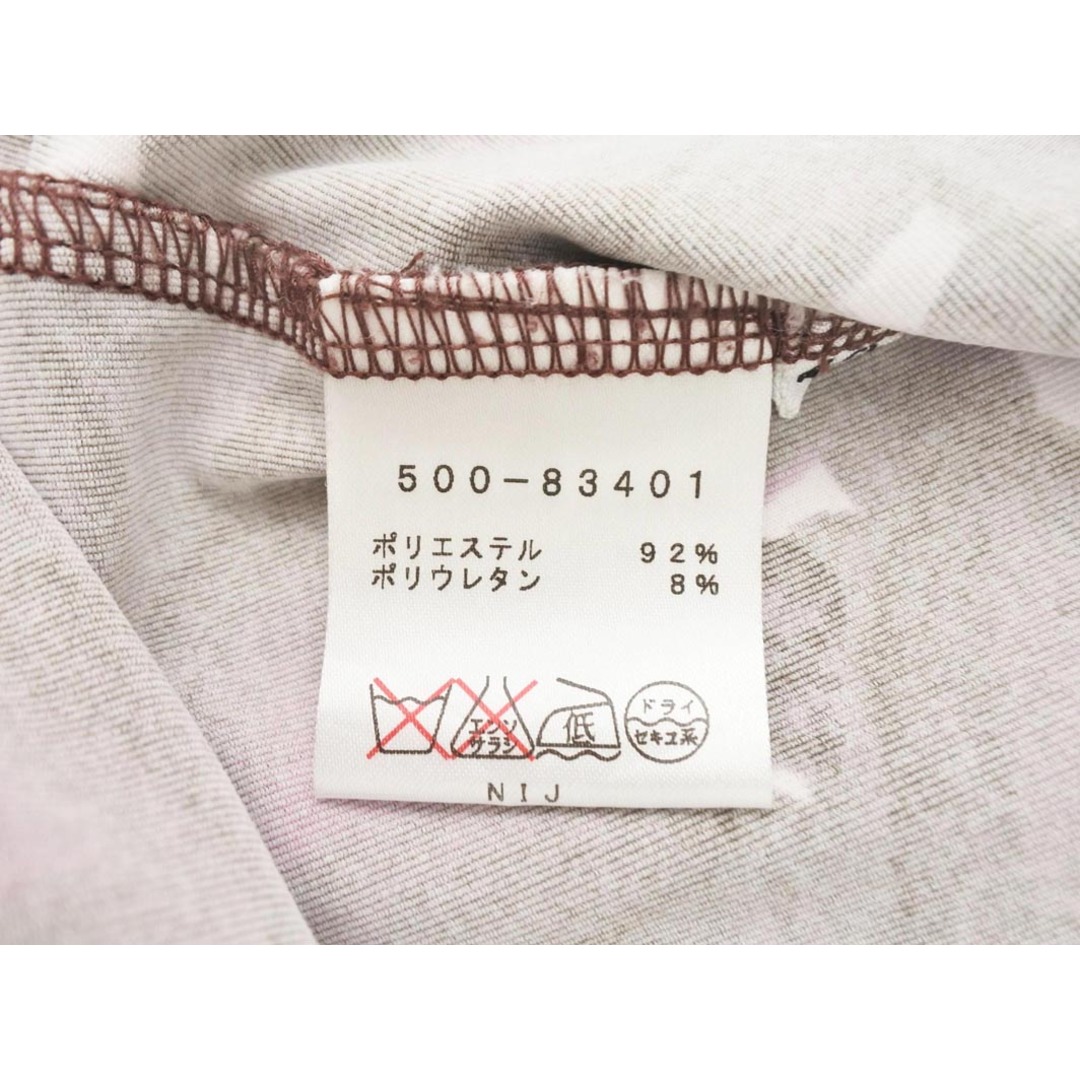 500-83401
ポリエステル 92%
ポリウレタン 8%
エンソ サラシ 低 ドライ セキユ系
NIJ